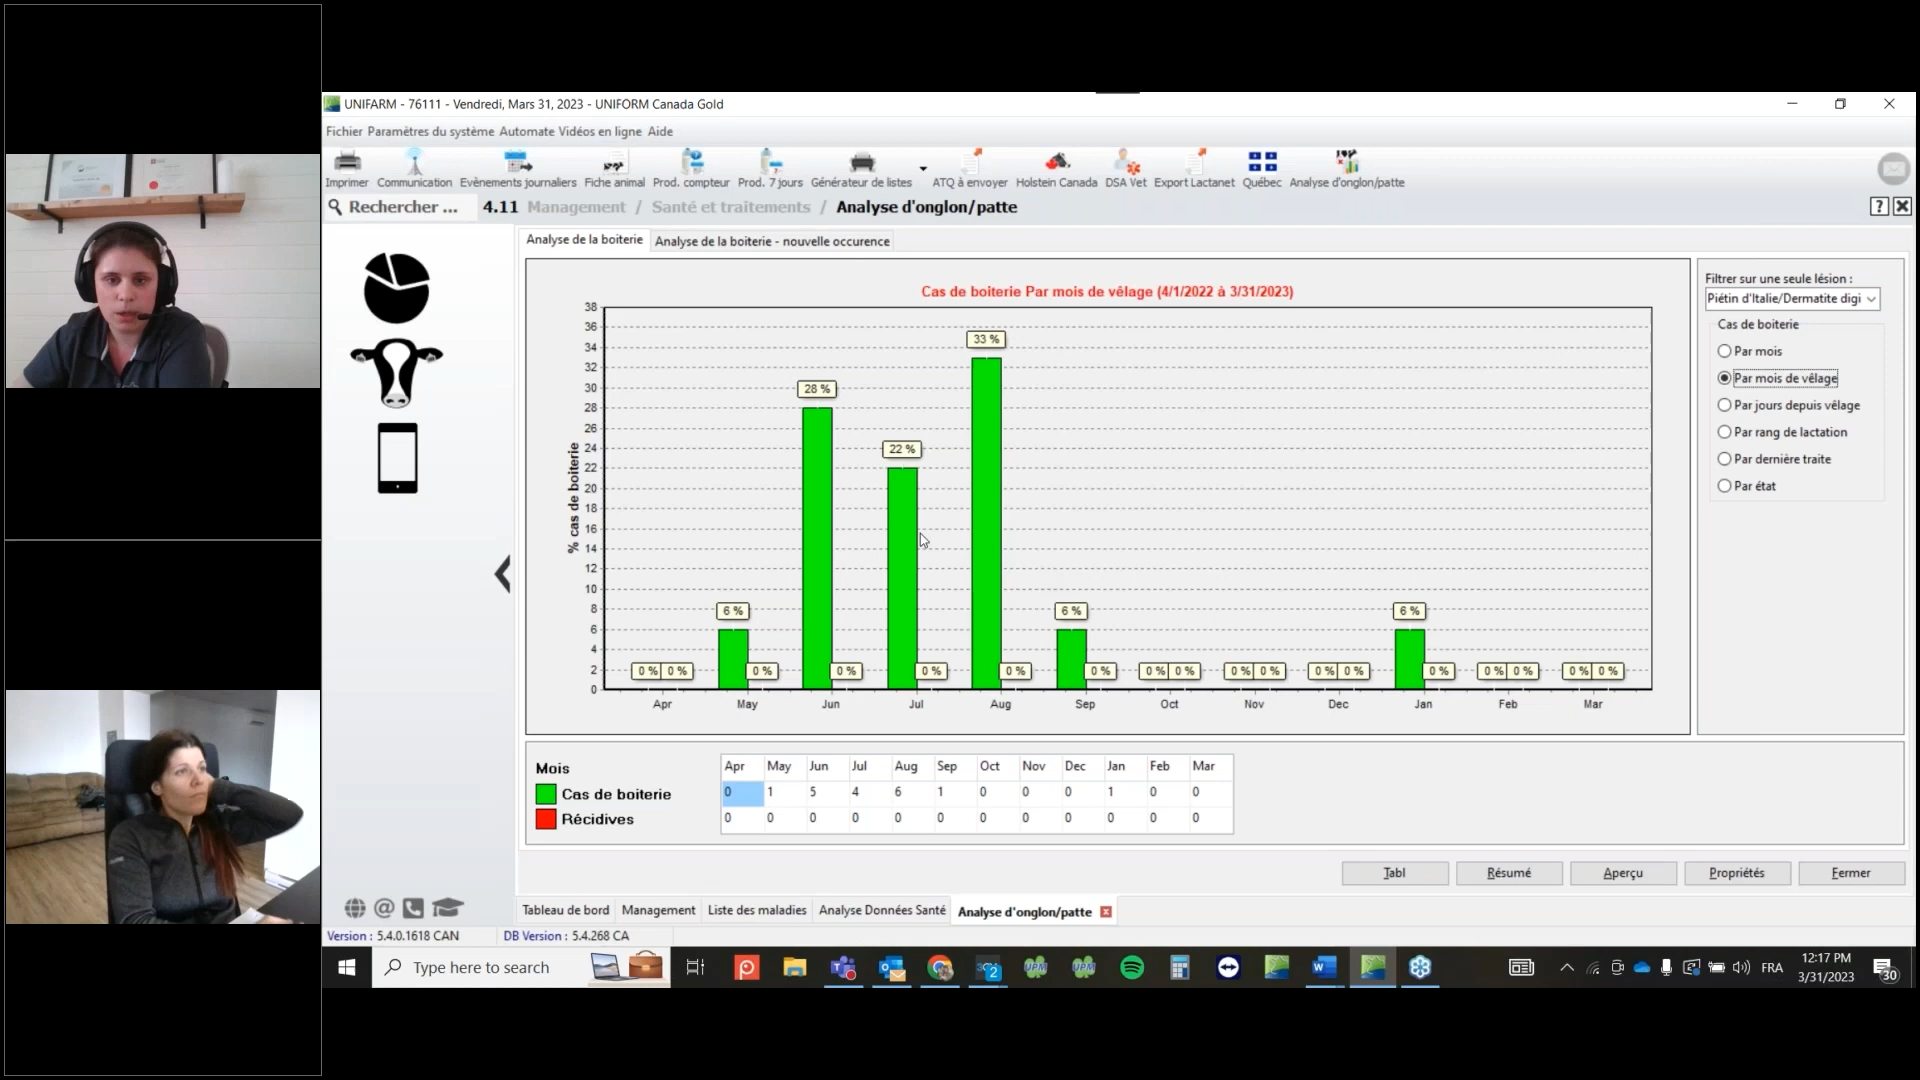 UNIFARM - 76111 - Vendredi, Mars 31, 2023 - UNIFORM Canada Gold
Fichier Paramètres du système Automate Vidéos en ligne Aide
Imprimer Communication Evènements journaliers Fiche animal Prod. compteur Prod. 7 jours Générateur de listes ATQ à envoyer Holstein Canada DSA Vet Export Lactanet Québec Analyse d'onglon/patte
Rechercher ... 4.11 Management / Santé et traitements / Analyse d'onglon/patte
Analyse de la boiterie Analyse de la boiterie - nouvelle occurence
Cas de boiterie Par mois de vêlage (4/1/2022 à 3/31/2023)
% cas de boiterie
38
36
34
32
30
28
26
24
22
20
18
16
14
12
10
8
6
4
2
0
0 % 0 % 6 % 0 % 28 % 0 % 22 % 0 % 33 % 0 % 6 % 0 % 0 % 0 % 0 % 0 % 0 % 0 % 6 % 0 % 0 % 0 % 0 % 0 %
Apr May Jun Jul Aug Sep Oct Nov Dec Jan Feb Mar
Filtrer sur une seule lésion :
Piétin d'Italie/Dermatite digi
Cas de boiterie
Par mois
Par mois de vêlage
Par jours depuis vêlage
Par rang de lactation
Par dernière traite
Par état
Mois Apr May Jun Jul Aug Sep Oct Nov Dec Jan Feb Mar
Cas de boiterie 0 1 5 4 6 1 0 0 0 1 0 0
Récidives 0 0 0 0 0 0 0 0 0 0 0 0
Tabl Résumé Aperçu Propriétés Fermer
Tableau de bord Management Liste des maladies Analyse Données Santé Analyse d'onglon/patte
Version : 5.4.0.1618 CAN DB Version : 5.4.268 CA
Type here to search
2
UPM UPM
FRA
12:17 PM
3/31/2023
30